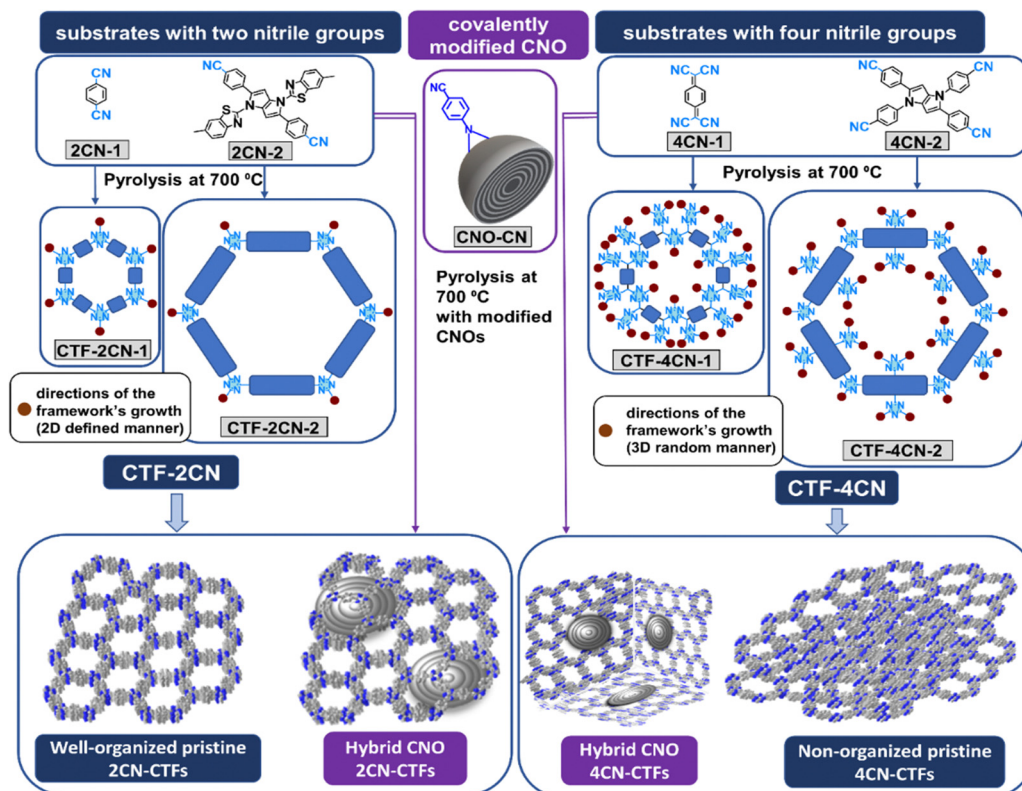 substrates with two nitrile groups
covalently
modified CNO
substrates with four nitrile groups
CN
CN
2CN-1
NC
N
S
N
N
S
N
CN
2CN-2
NC
N
CNO-CN
NC
CN
NC
CN
4CN-1
NC
CN
N
N
NC
CN
4CN-2
Pyrolysis at 700 ºC
Pyrolysis at 700 ºC
CTF-2CN-1
CTF-2CN-2
Pyrolysis at
700 ºC
with modified
CNOs
CTF-4CN-1
CTF-4CN-2
directions of the
framework's growth
(2D defined manner)
directions of the
framework's growth
(3D random manner)
CTF-2CN
CTF-4CN
Well-organized pristine
2CN-CTFs
Hybrid CNO
2CN-CTFs
Hybrid CNO
4CN-CTFs
Non-organized pristine
4CN-CTFs